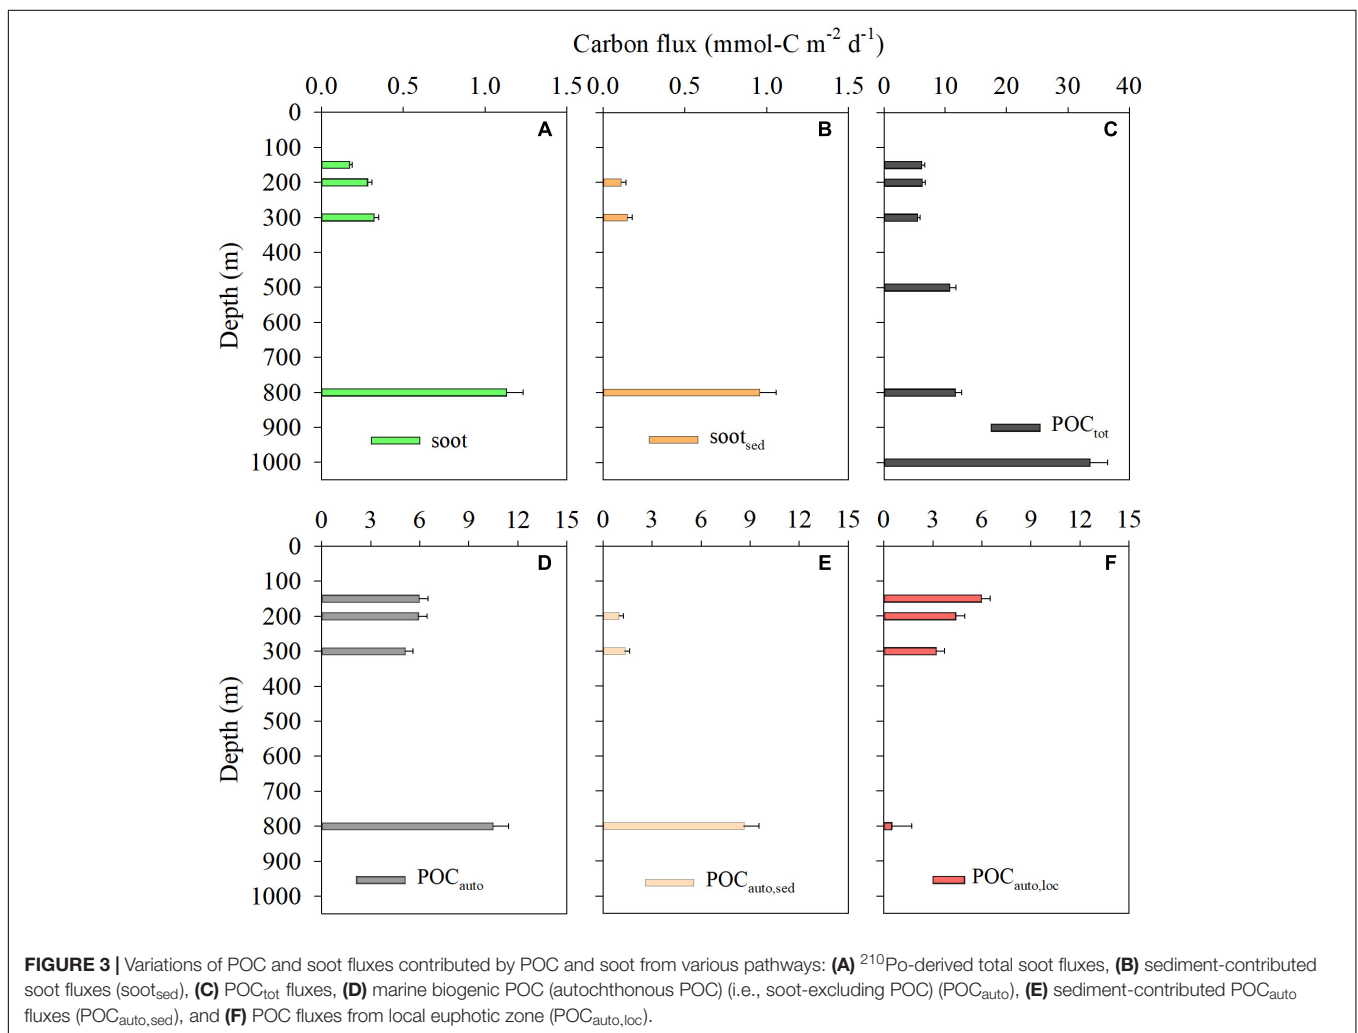 Carbon flux (mmol-C m-2 d-1)
0.0 0.5 1.0 1.5 0.0 0.5 1.0 1.5 0 10 20 30 40
0
100
200
300
400
500
600
700
800
900
1000
Depth (m)
A
B
C
soot
sootsed
POCtot
0 3 6 9 12 15 0 3 6 9 12 15 0 3 6 9 12 15
0
100
200
300
400
500
600
700
800
900
1000
Depth (m)
D
E
F
POCauto
POCauto,sed
POCauto,loc
FIGURE 3 | Variations of POC and soot fluxes contributed by POC and soot from various pathways: (A) 210Po-derived total soot fluxes, (B) sediment-contributed
soot fluxes (sootsed), (C) POCtot fluxes, (D) marine biogenic POC (autochthonous POC) (i.e., soot-excluding POC) (POCauto), (E) sediment-contributed POCauto
fluxes (POCauto,sed), and (F) POC fluxes from local euphotic zone (POCauto,loc).